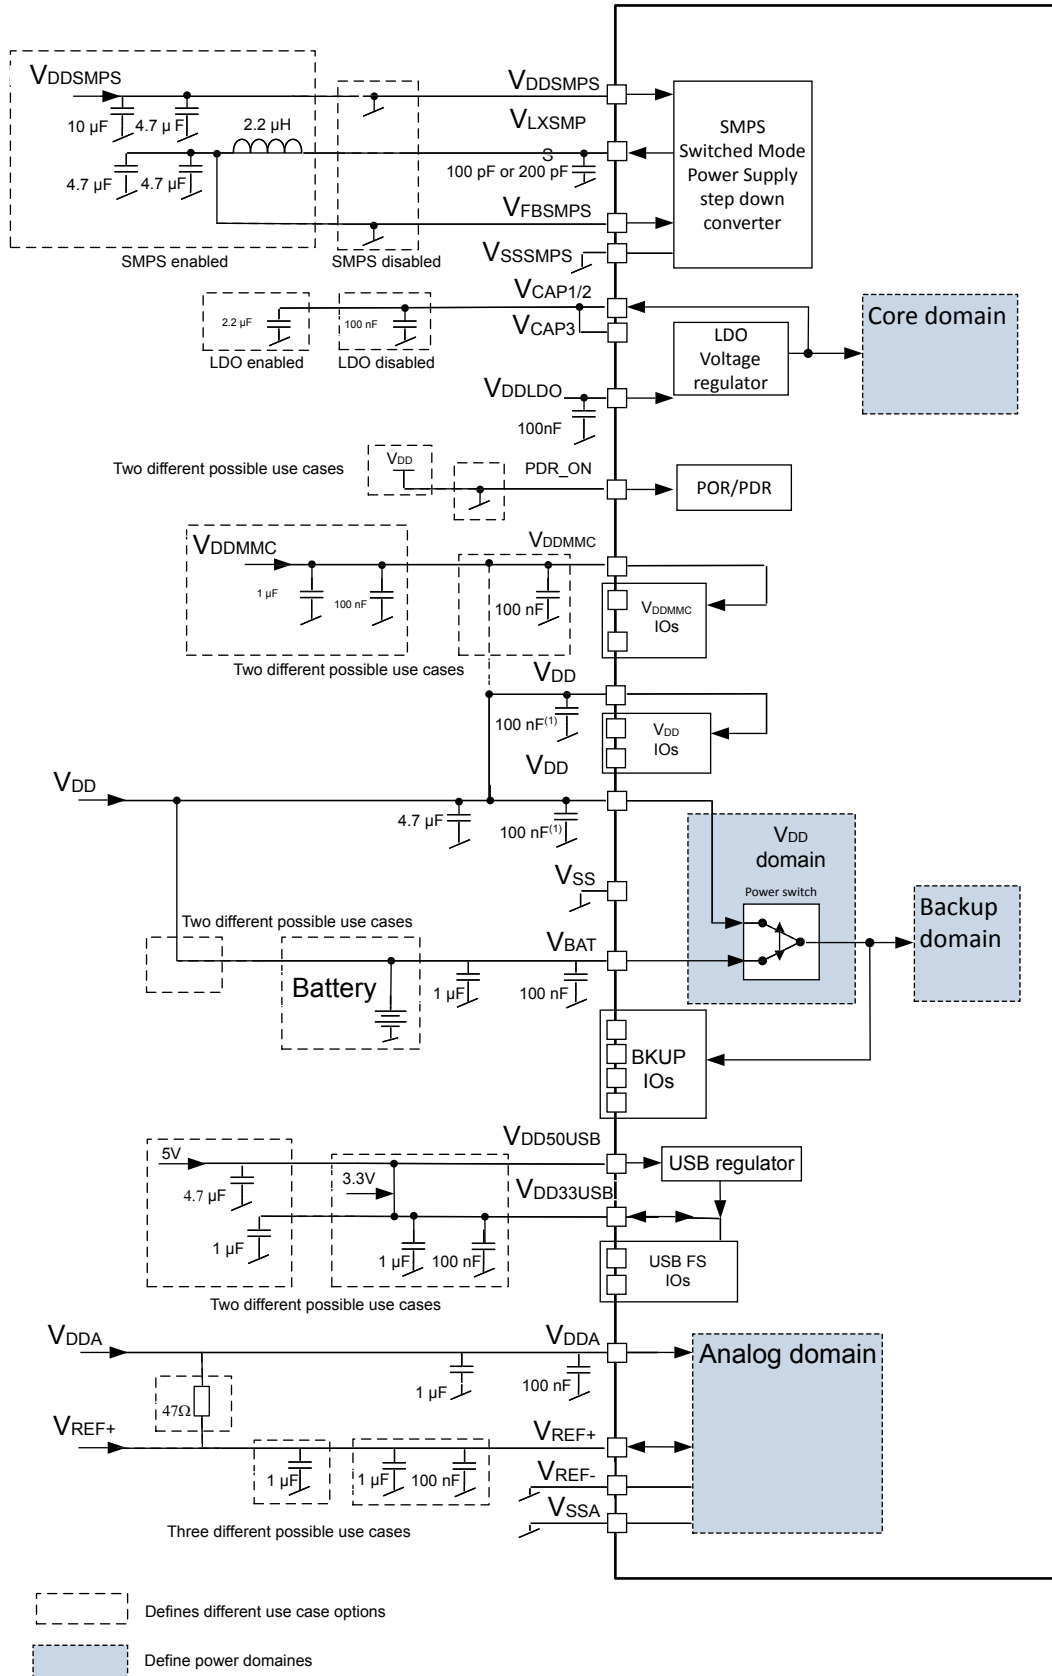 VDDSMPS
10 µF
4.7 µF
2.2 µH
4.7 µF
4.7 µF
SMPS enabled
SMPS disabled
VDDSMPS
VLXSMP
S
100 pF or 200 pF
VFBSMPS
VSSSMPS
SMPS
Switched Mode
Power Supply
step down
converter
VCAP1/2
VCAP3
2.2 µF
100 nF
LDO enabled
LDO disabled
VDDLDO
100nF
LDO
Voltage
regulator
Core domain
Two different possible use cases
VDD
PDR_ON
POR/PDR
VDDMMC
1 µF
100 nF
100 nF
VDDMMC
VDDMMC
IOs
Two different possible use cases
VDD
100 nF(1)
VDD
IOs
VDD
VDD
4.7 µF
100 nF(1)
VSS
VDD
domain
Power switch
Backup
domain
Two different possible use cases
Battery
VBAT
1 µF
100 nF
BKUP
IOs
VDD50USB
5V
4.7 µF
3.3V
VDD33USB
1 µF
1 µF
100 nF
USB regulator
USB FS
IOs
Two different possible use cases
VDDA
VDDA
1 µF
100 nF
47Ω
VREF+
VREF+
1 µF
1 µF
100 nF
VREF-
VSSA
Analog domain
Three different possible use cases
Defines different use case options
Define power domaines